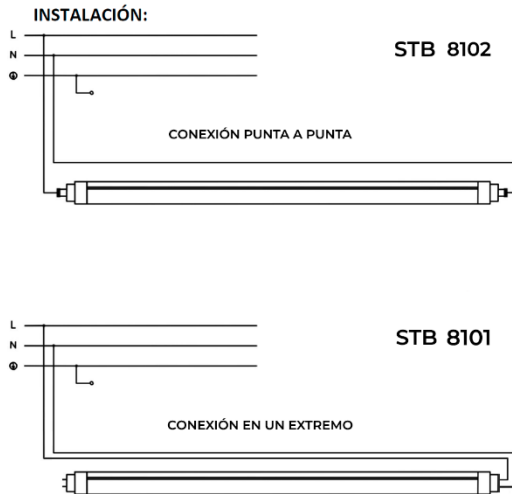 INSTALACIÓN:
L
N
STB 8102
CONEXIÓN PUNTA A PUNTA
L
N
STB 8101
CONEXIÓN EN UN EXTREMO